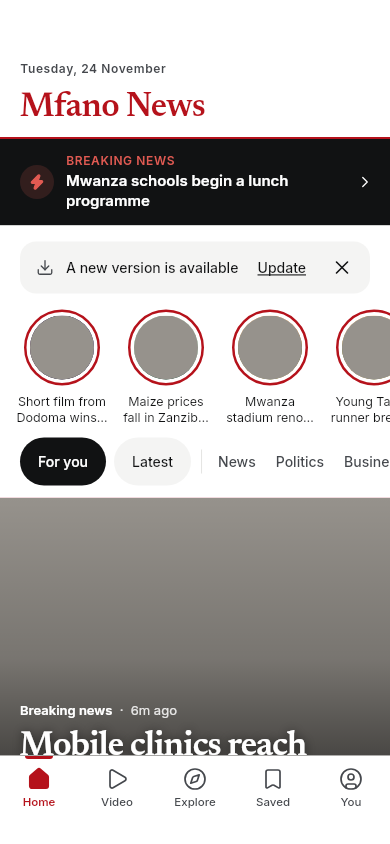 Tuesday, 24 November
Mfano News
BREAKING NEWS
Mwanza schools begin a lunch
programme
A new version is available Update
Short film from
Dodoma wins...
Maize prices
fall in Zanzib...
Mwanza
stadium reno...
Young Ta
runner bre
For you
Latest
News
Politics
Busine
Breaking news · 6m ago
Mobile clinics reach
Home
Video
Explore
Saved
You